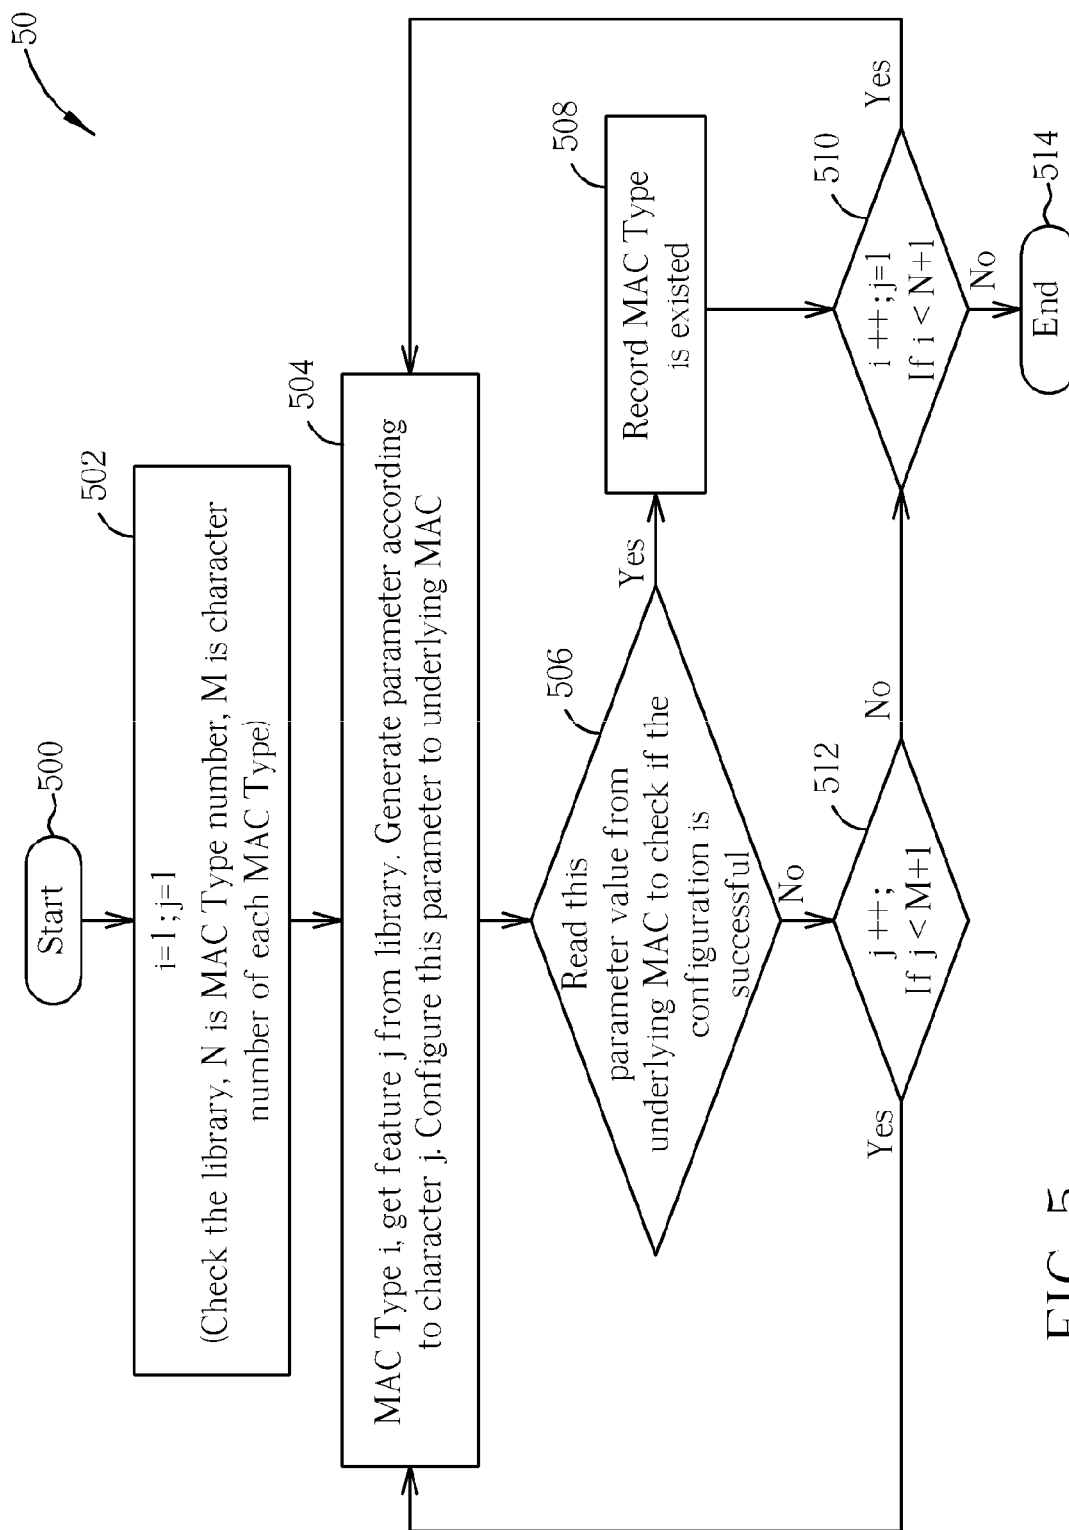 50
Start
500
502
i=1 ; j=1
(Check the library, N is MAC Type number, M is character
number of each MAC Type)
504
MAC Type i, get feature j from library. Generate parameter according
to character j. Configure this parameter to underlying MAC
506
Read this
parameter value from
underlying MAC to check if the
configuration is
successful
Yes
No
508
Record MAC Type
is existed
512
j ++;
If j < M+1
Yes
No
510
i ++; j=1
If i < N+1
Yes
No
End
514
FIG. 5